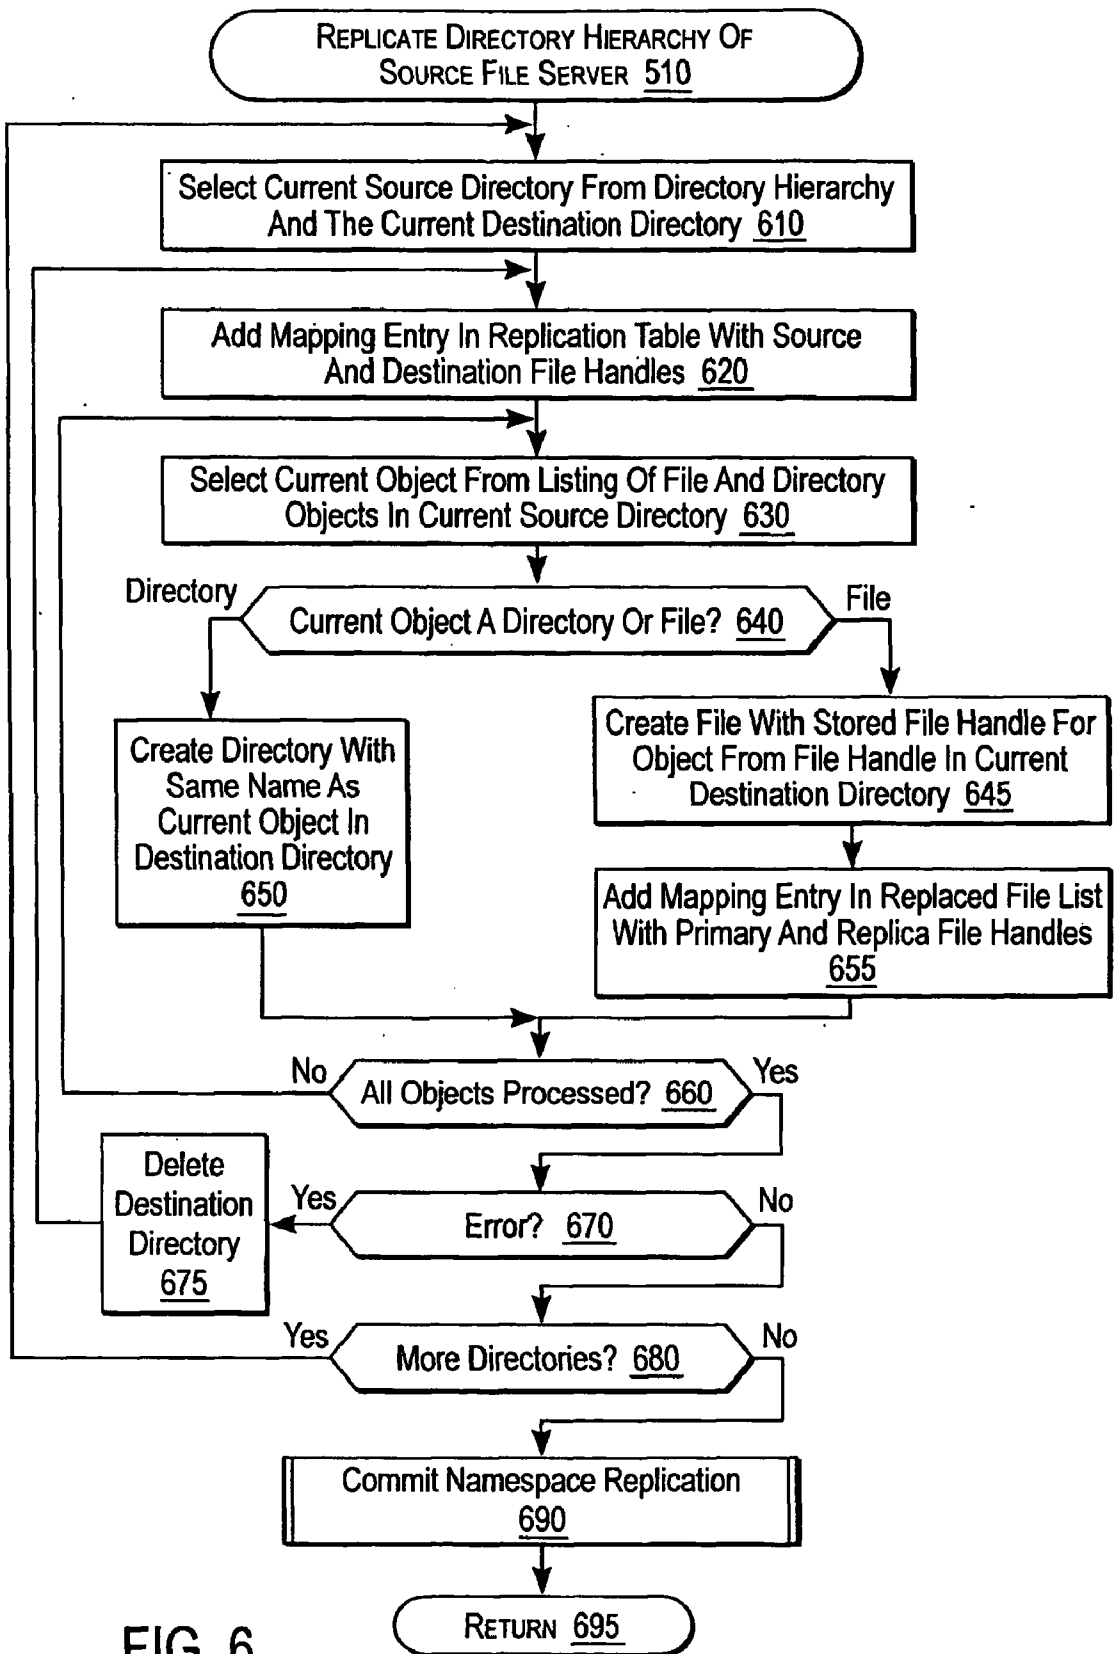 REPLICATE DIRECTORY HIERARCHY OF
SOURCE FILE SERVER 510
Select Current Source Directory From Directory Hierarchy
And The Current Destination Directory 610
Add Mapping Entry In Replication Table With Source
And Destination File Handles 620
Select Current Object From Listing Of File And Directory
Objects In Current Source Directory 630
Directory
Current Object A Directory Or File? 640
File
Create Directory With
Same Name As
Current Object In
Destination Directory
650
Create File With Stored File Handle For
Object From File Handle In Current
Destination Directory 645
Add Mapping Entry In Replaced File List
With Primary And Replica File Handles
655
No
All Objects Processed? 660
Yes
Delete
Destination
Directory
675
Yes
Error? 670
No
Yes
More Directories? 680
No
Commit Namespace Replication
690
RETURN 695
FIG. 6